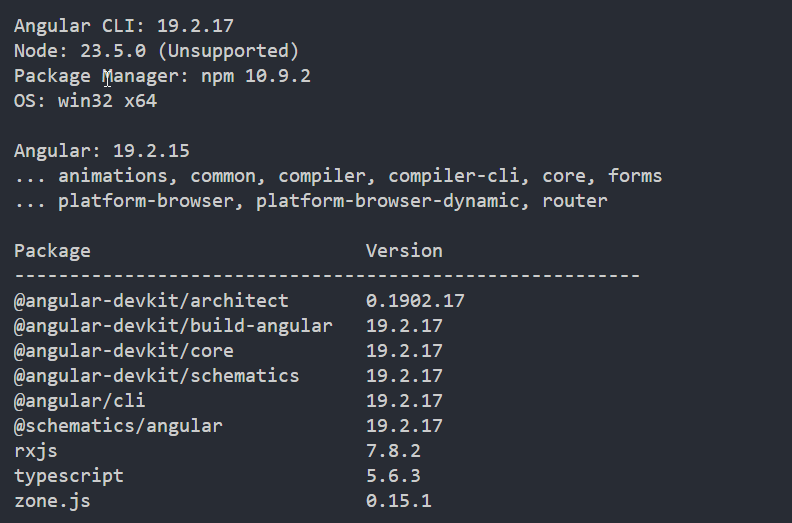 Angular CLI: 19.2.17
Node: 23.5.0 (Unsupported)
Package Manager: npm 10.9.2
OS: win32 x64

Angular: 19.2.15
... animations, common, compiler, compiler-cli, core, forms
... platform-browser, platform-browser-dynamic, router

Package                         Version
---------------------------------------------------------
@angular-devkit/architect       0.1902.17
@angular-devkit/build-angular   19.2.17
@angular-devkit/core            19.2.17
@angular-devkit/schematics      19.2.17
@angular/cli                    19.2.17
@schematics/angular             19.2.17
rxjs                            7.8.2
typescript                      5.6.3
zone.js                         0.15.1